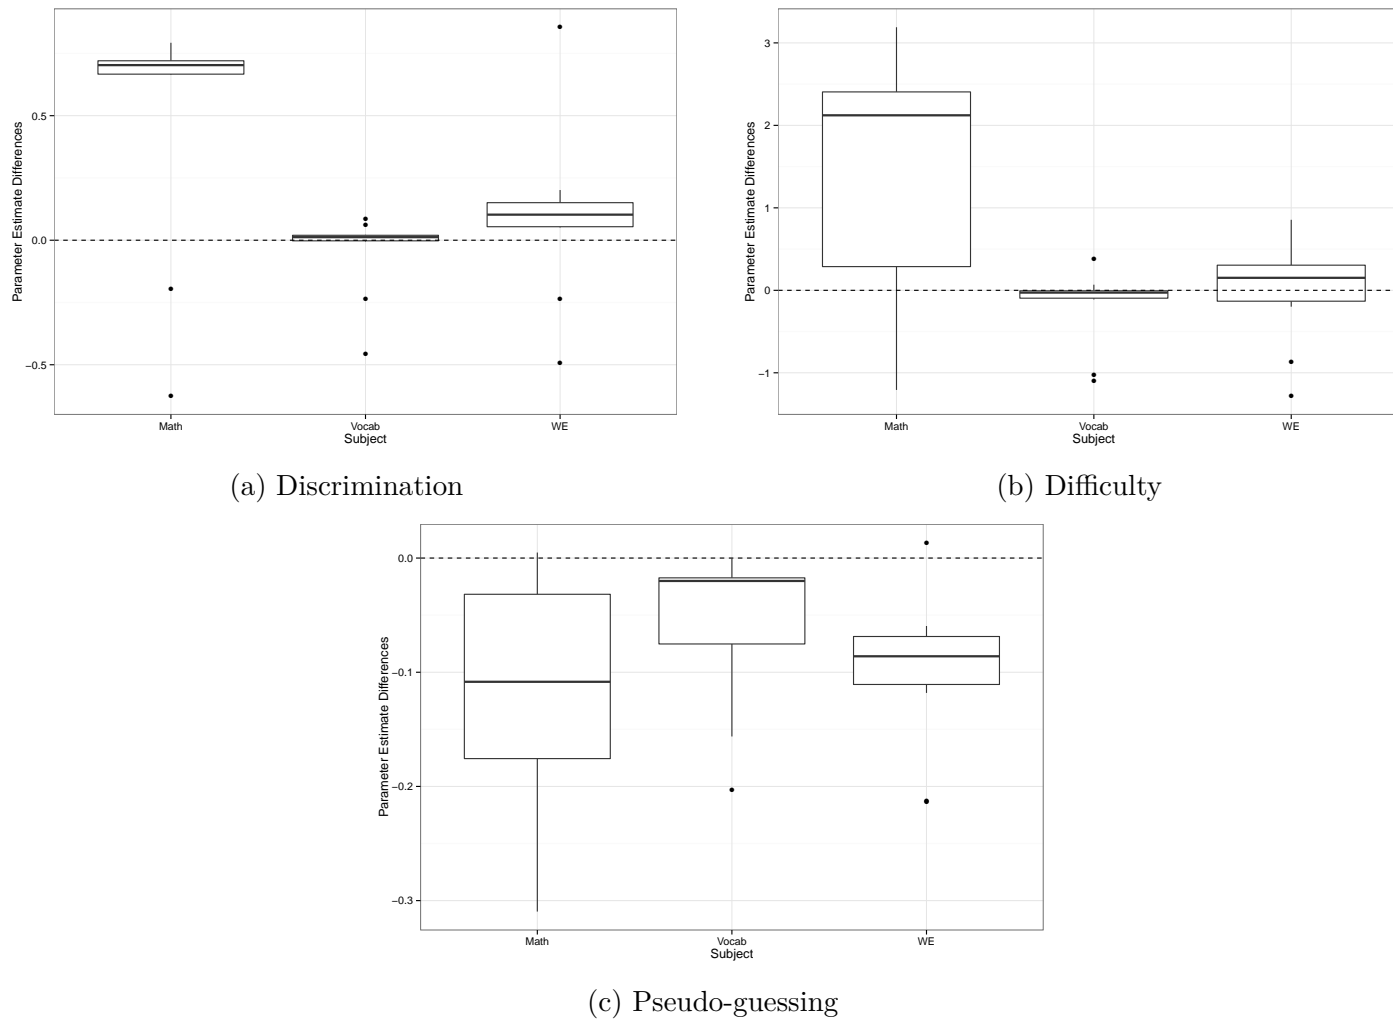 0.5
0.0
−0.5
Parameter Estimate Differences
Math Vocab WE
Subject
(a) Discrimination
3
2
1
0
−1
Parameter Estimate Differences
Math Vocab WE
Subject
(b) Difficulty
0.0
−0.1
−0.2
−0.3
Parameter Estimate Differences
Math Vocab WE
Subject
(c) Pseudo-guessing